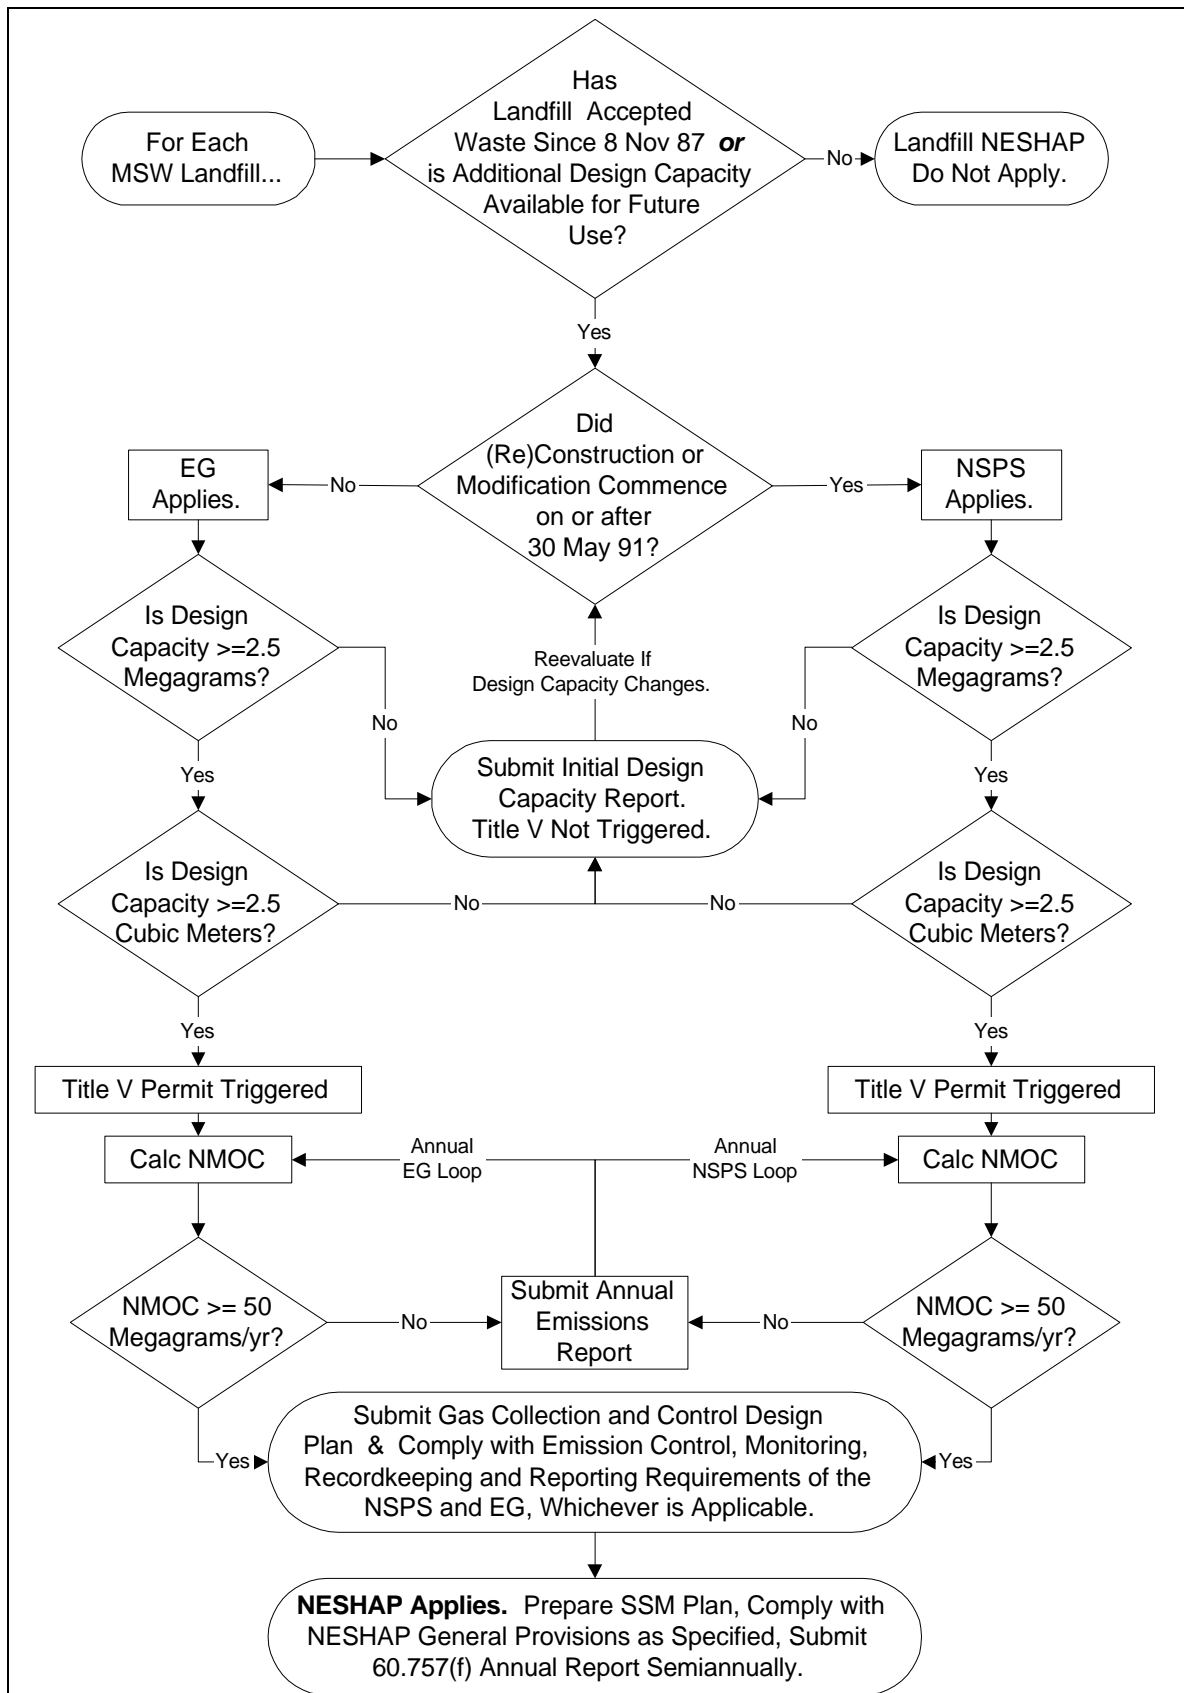 For Each
MSW Landfill...
Has
Landfill Accepted
Waste Since 8 Nov 87 or
is Additional Design Capacity
Available for Future
Use?
No
Landfill NESHAP
Do Not Apply.
Yes
Did
(Re)Construction or
Modification Commence
on or after
30 May 91?
No
EG
Applies.
Yes
NSPS
Applies.
Is Design
Capacity >=2.5
Megagrams?
No
Yes
Reevaluate If
Design Capacity Changes.
Submit Initial Design
Capacity Report.
Title V Not Triggered.
Is Design
Capacity >=2.5
Megagrams?
No
Yes
Is Design
Capacity >=2.5
Cubic Meters?
No
Yes
Is Design
Capacity >=2.5
Cubic Meters?
No
Yes
Title V Permit Triggered
Title V Permit Triggered
Calc NMOC
Annual
EG Loop
Annual
NSPS Loop
Calc NMOC
NMOC >= 50
Megagrams/yr?
No
Submit Annual
Emissions
Report
No
NMOC >= 50
Megagrams/yr?
Yes
Submit Gas Collection and Control Design
Plan & Comply with Emission Control, Monitoring,
Recordkeeping and Reporting Requirements of the
NSPS and EG, Whichever is Applicable.
Yes
NESHAP Applies. Prepare SSM Plan, Comply with
NESHAP General Provisions as Specified, Submit
60.757(f) Annual Report Semiannually.